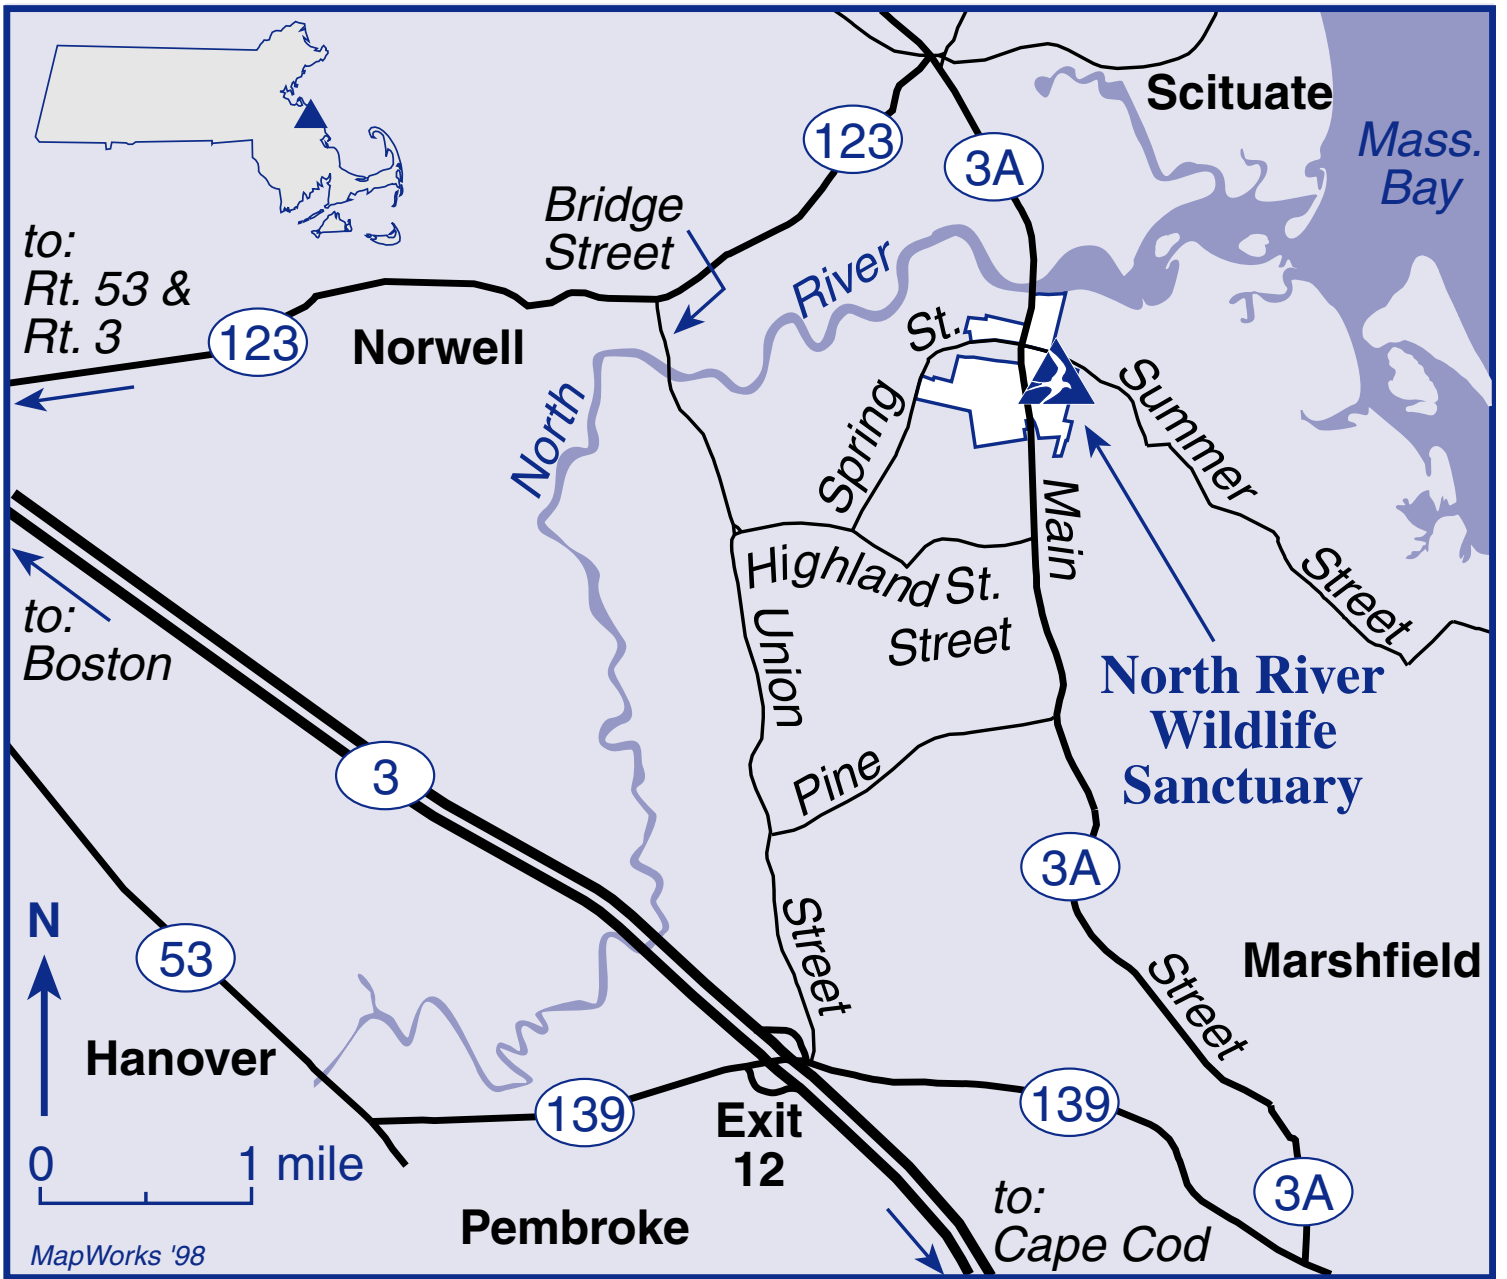 Scituate
Mass.
Bay
123
3A
Bridge
Street
to:
Rt. 53 &
Rt. 3
123
Norwell
River
North
St.
Spring
Summer
Street
Main
Highland St.
Street
Union
to:
Boston
North River
Wildlife
Sanctuary
3
Pine
3A
Street
Street
Marshfield
N
53
Hanover
139
139
Exit
12
0 1 mile
3A
to:
Cape Cod
Pembroke
MapWorks '98